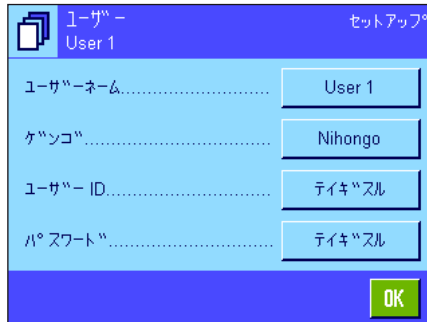 ユーザー セットアップ
User 1
ユーザーネーム.............................. User 1
ゲンゴ..................................... Nihongo
ユーザー ID................................. テイギスル
パスワード................................. テイギスル
OK